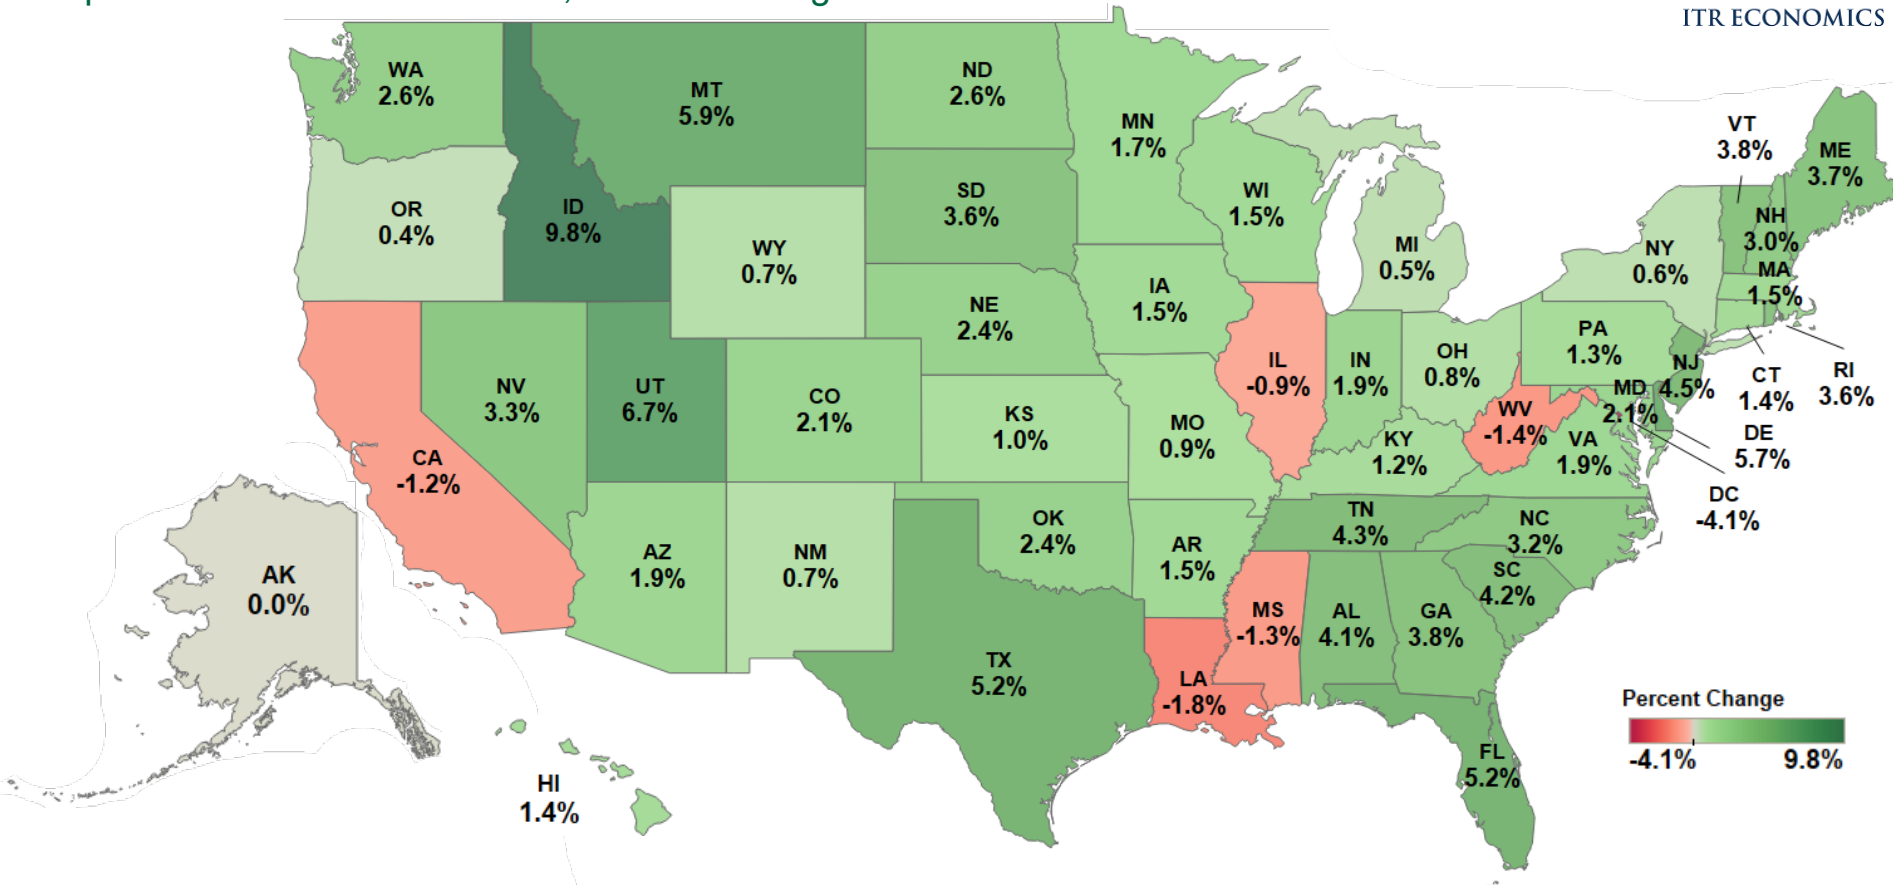 ITR ECONOMICS
WA
2.6%
MT
5.9%
ND
2.6%
MN
1.7%
VT
3.8%
ME
3.7%
OR
0.4%
ID
9.8%
WY
0.7%
SD
3.6%
WI
1.5%
MI
0.5%
NY
0.6%
NH
3.0%
MA
1.5%
NE
2.4%
IA
1.5%
PA
1.3%
NJ
4.5%
CT
1.4%
RI
3.6%
NV
3.3%
UT
6.7%
CO
2.1%
KS
1.0%
MO
0.9%
IL
-0.9%
IN
1.9%
OH
0.8%
WV
-1.4%
MD
2.1%
DE
5.7%
KY
1.2%
VA
1.9%
DC
-4.1%
CA
-1.2%
AZ
1.9%
NM
0.7%
OK
2.4%
AR
1.5%
TN
4.3%
NC
3.2%
SC
4.2%
AK
0.0%
TX
5.2%
LA
-1.8%
MS
-1.3%
AL
4.1%
GA
3.8%
FL
5.2%
HI
1.4%
Percent Change
-4.1%
9.8%